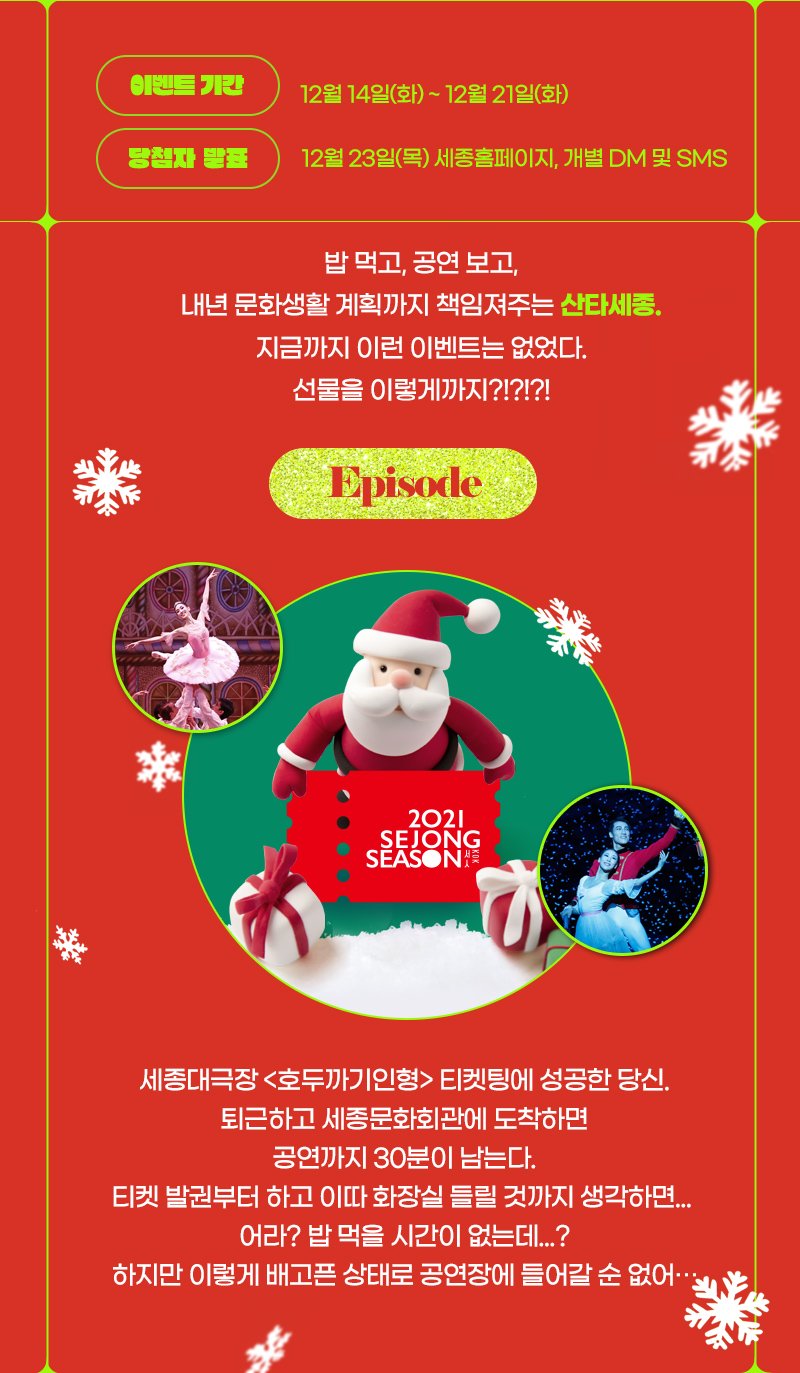 이벤트 기간
12월 14일(화) ~ 12월 21일(화)
당첨자 발표
12월 23일(목) 세종홈페이지, 개별 DM 및 SMS
밥 먹고, 공연 보고,
내년 문화생활 계획까지 책임져주는 산타세종.
지금까지 이런 이벤트는 없었다.
선물을 이렇게까지?!?!?!
Episode
2021
SEJONG
SEASON
세종대극장 <호두까기인형> 티켓팅에 성공한 당신.
퇴근하고 세종문화회관에 도착하면
공연까지 30분이 남는다.
티켓 발권부터 하고 이따 화장실 들릴 것까지 생각하면...
어라? 밥 먹을 시간이 없는데...?
하지만 이렇게 배고픈 상태로 공연장에 들어갈 순 없어…